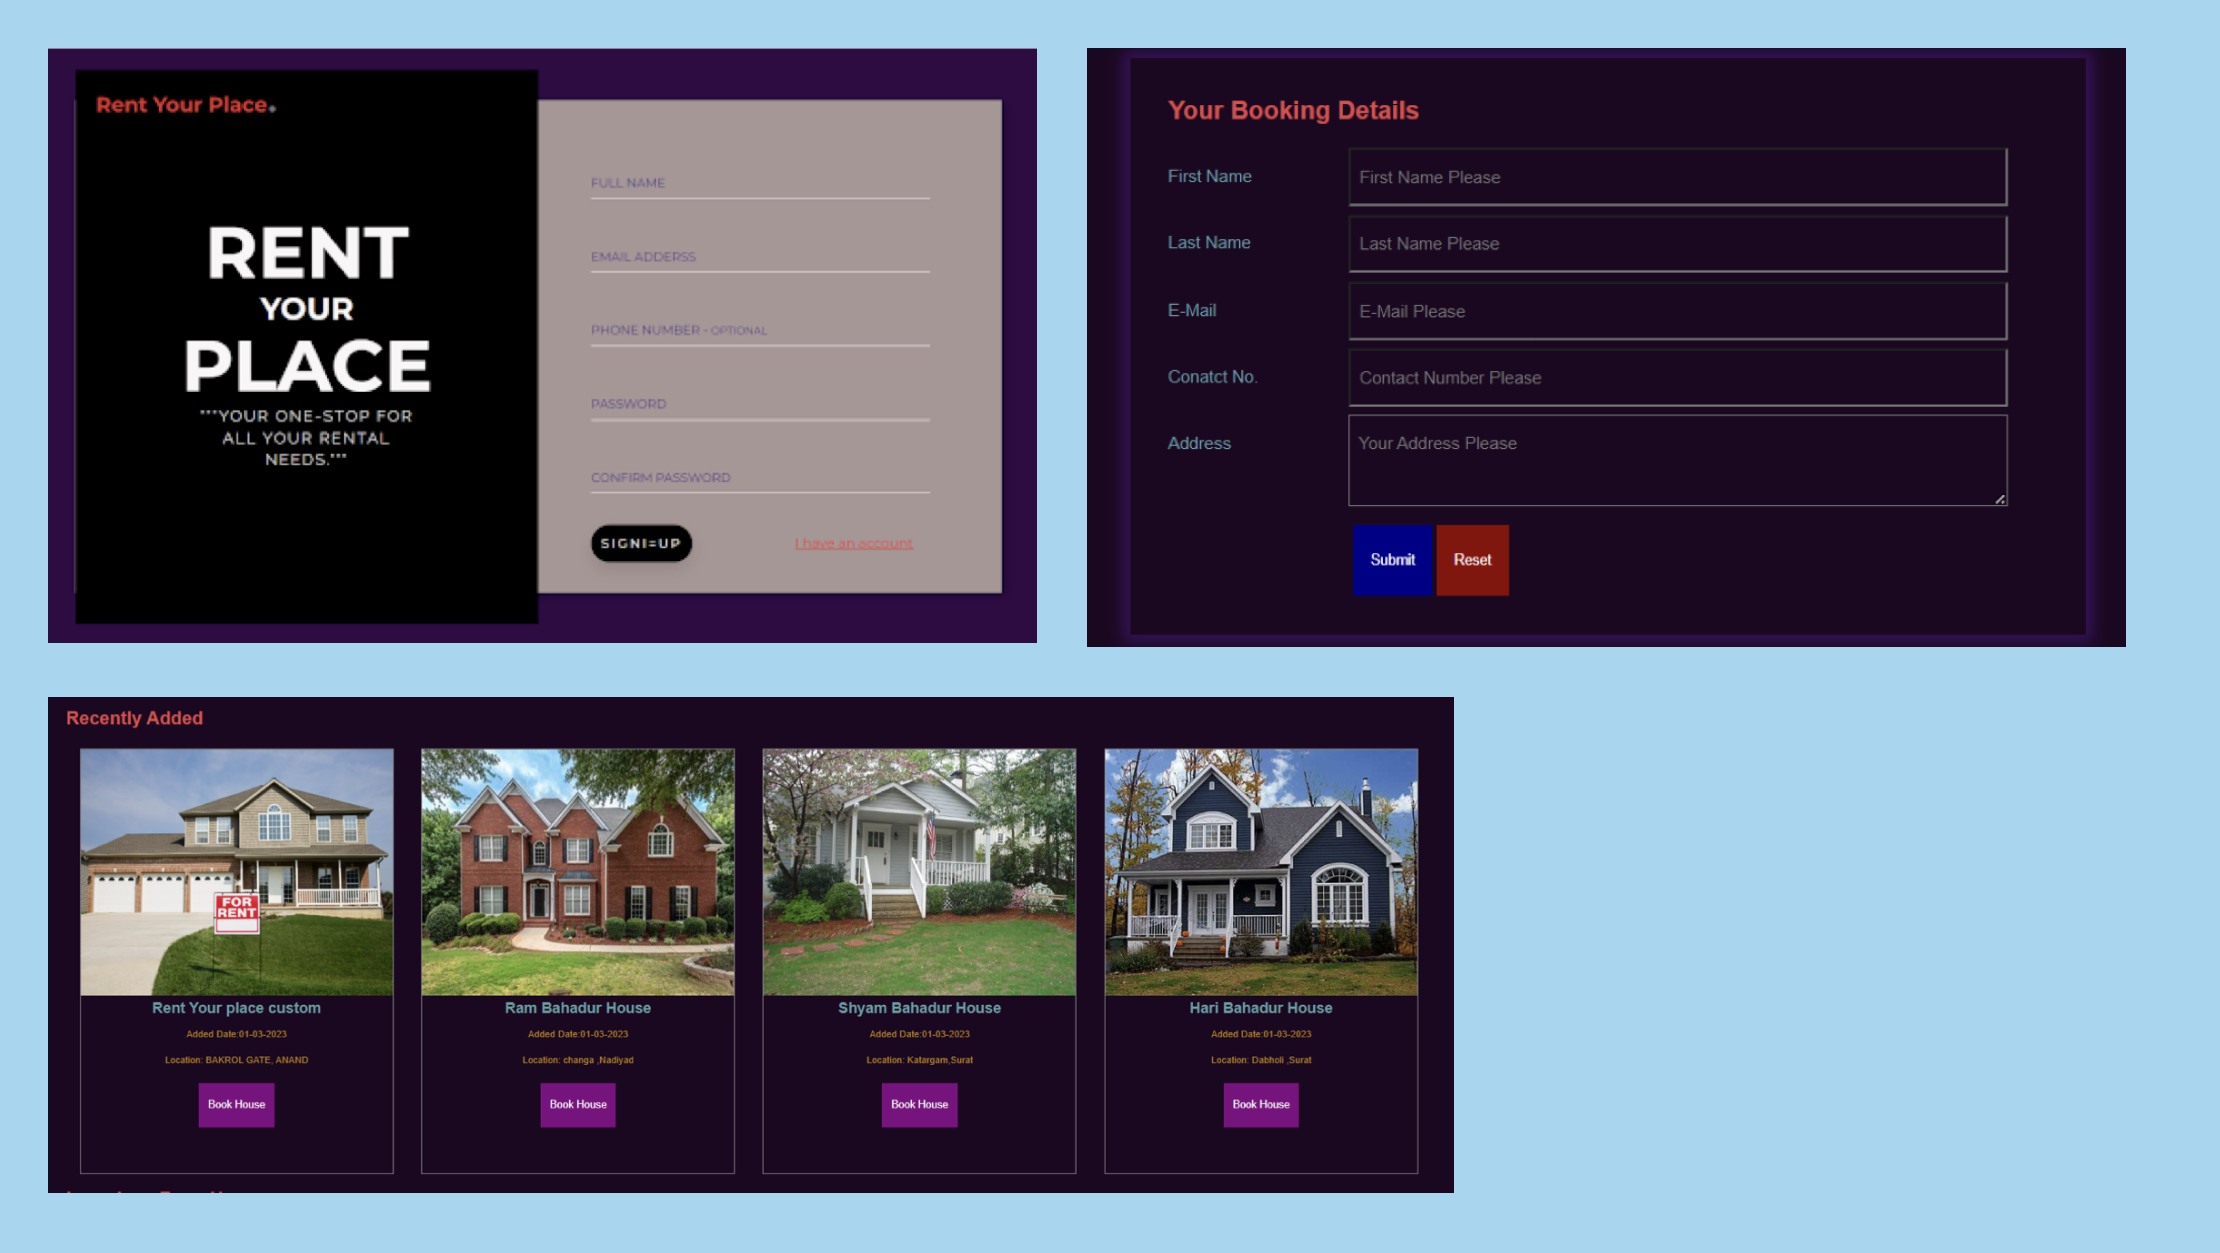 Rent Your Place.
RENT
YOUR
PLACE
"""YOUR ONE-STOP FOR
ALL YOUR RENTAL
NEEDS."""
FULL NAME
EMAIL ADDERSS
PHONE NUMBER - OPTIONAL
PASSWORD
CONFIRM PASSWORD
SIGNI=UP
I have an account
Your Booking Details
First Name
First Name Please
Last Name
Last Name Please
E-Mail
E-Mail Please
Conatct No.
Contact Number Please
Address
Your Address Please
Submit
Reset
Recently Added
FOR
RENT
Rent Your place custom
Added Date:01-03-2023
Location: BAKROL GATE, ANAND
Book House
Ram Bahadur House
Added Date:01-03-2023
Location: changa ,Nadiyad
Book House
Shyam Bahadur House
Added Date:01-03-2023
Location: Katargam,Surat
Book House
Hari Bahadur House
Added Date:01-03-2023
Location: Dabholi ,Surat
Book House